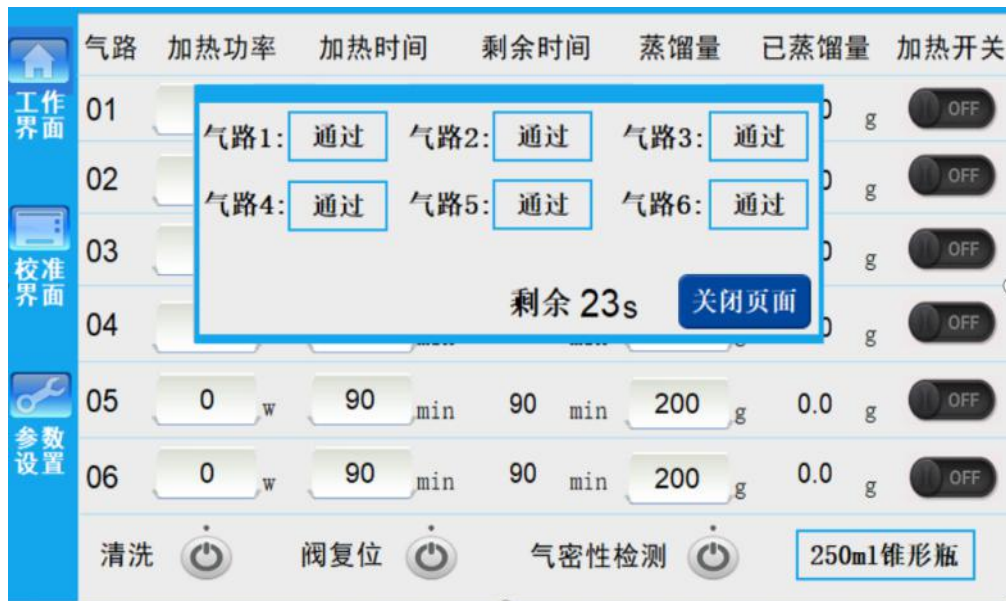 气路 加热功率 加热时间 剩余时间 蒸馏量 已蒸馏量 加热开关
工作界面
01 g OFF
气路1: 通过 气路2: 通过 气路3: 通过
02 g OFF
气路4: 通过 气路5: 通过 气路6: 通过
校准界面
03 g OFF
剩余 23s 关闭页面
04 g OFF
参数设置
05 0 w 90 min 90 min 200 g 0.0 g OFF
06 0 w 90 min 90 min 200 g 0.0 g OFF
清洗 阀复位 气密性检测 250ml锥形瓶